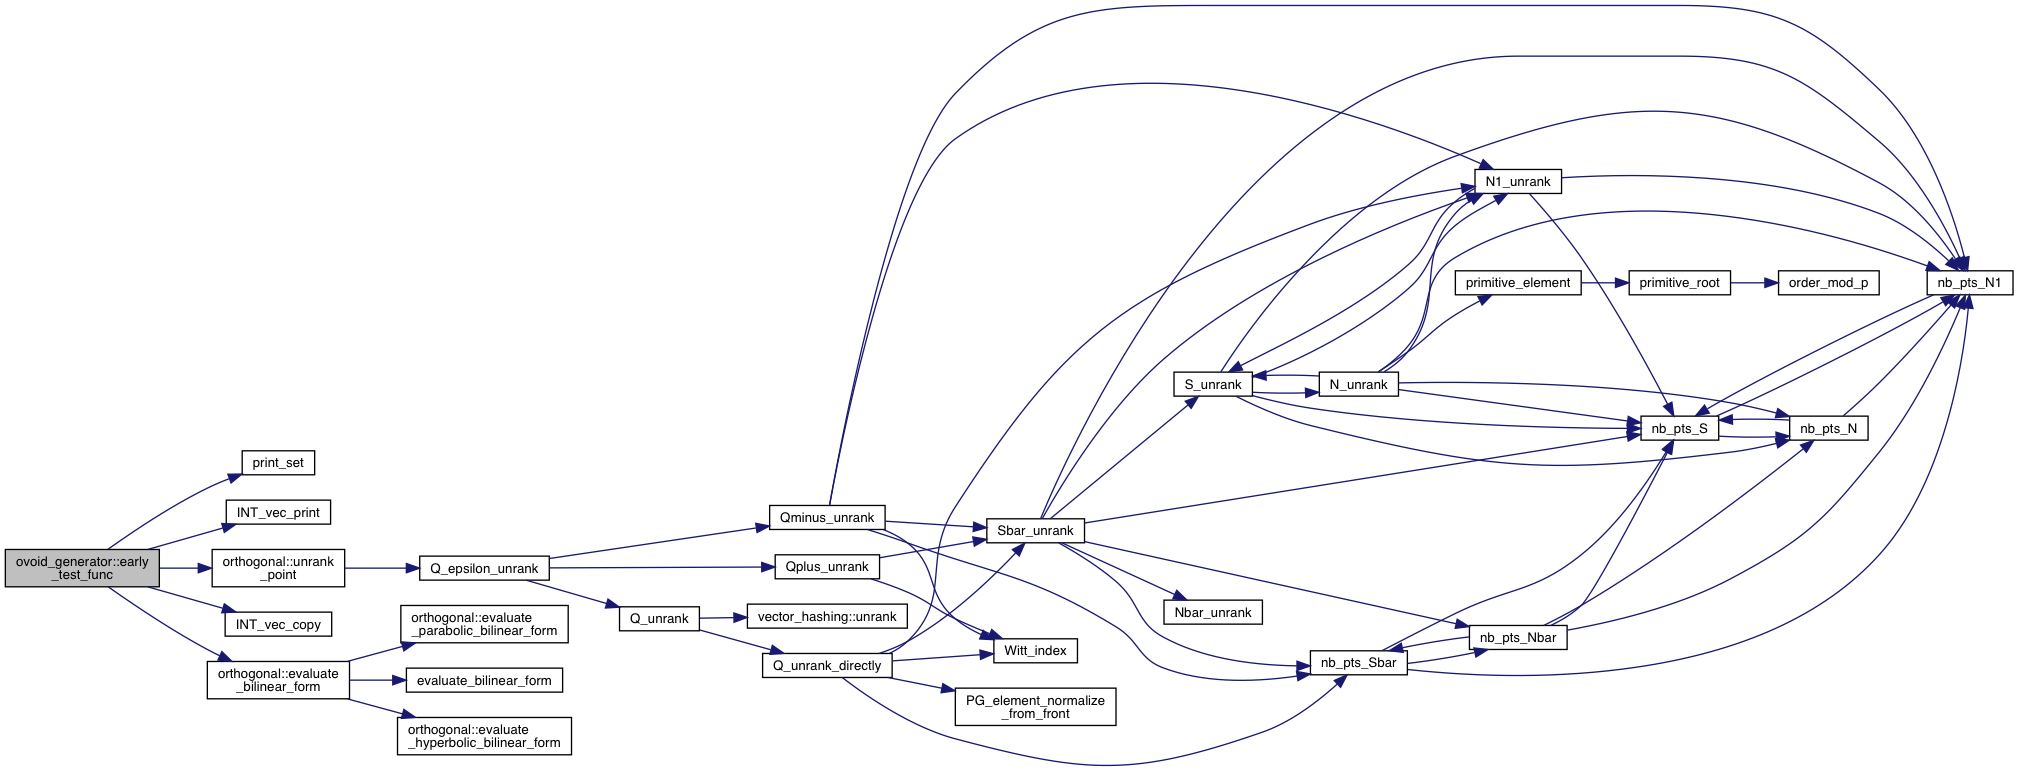 ovoid_generator::early
_test_func
print_set
INT_vec_print
orthogonal::unrank
_point
INT_vec_copy
orthogonal::evaluate
_bilinear_form
Q_epsilon_unrank
orthogonal::evaluate
_parabolic_bilinear_form
evaluate_bilinear_form
orthogonal::evaluate
_hyperbolic_bilinear_form
Q_unrank
Qminus_unrank
Qplus_unrank
vector_hashing::unrank
Q_unrank_directly
Sbar_unrank
Witt_index
PG_element_normalize
_from_front
S_unrank
Nbar_unrank
nb_pts_Sbar
N_unrank
N1_unrank
primitive_element
nb_pts_Nbar
primitive_root
nb_pts_S
order_mod_p
nb_pts_N
nb_pts_N1